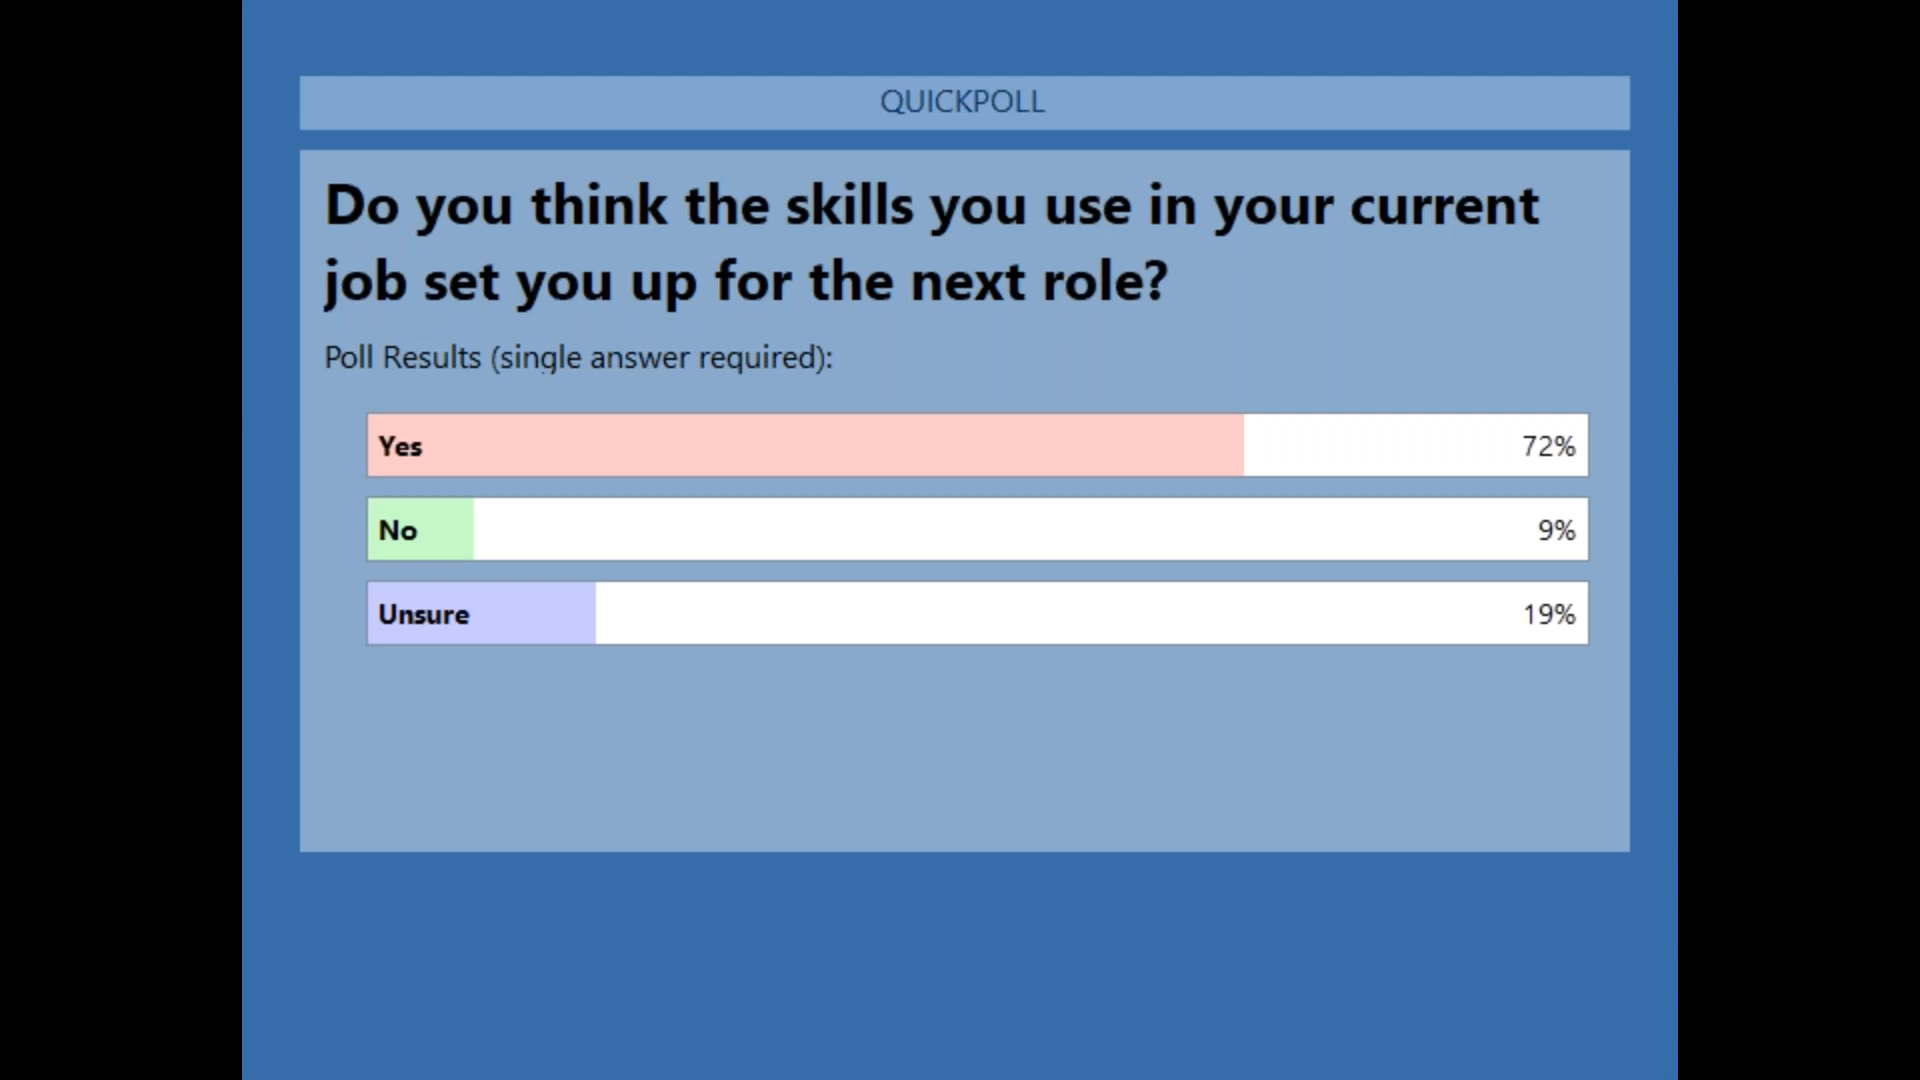 QUICKPOLL
Do you think the skills you use in your current
job set you up for the next role?
Poll Results (single answer required):
Yes 72%
No 9%
Unsure 19%